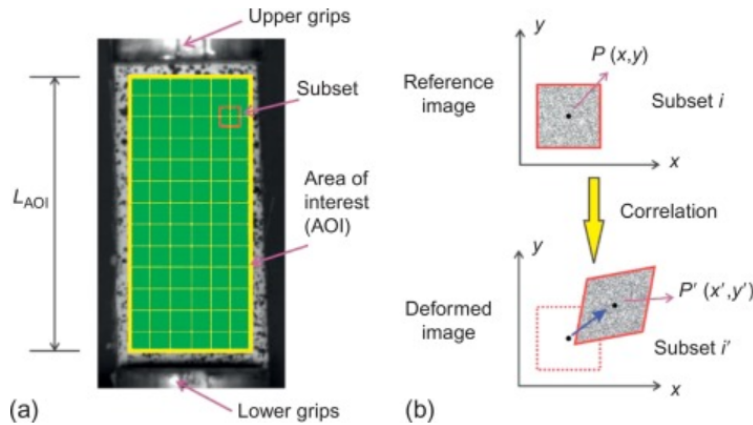 Upper grips
Subset
L_AOI
Area of
interest
(AOI)
Lower grips
(a)
y
P (x,y)
Reference
image
Subset i
x
Correlation
y
P′ (x′,y′)
Deformed
image
Subset i′
x
(b)